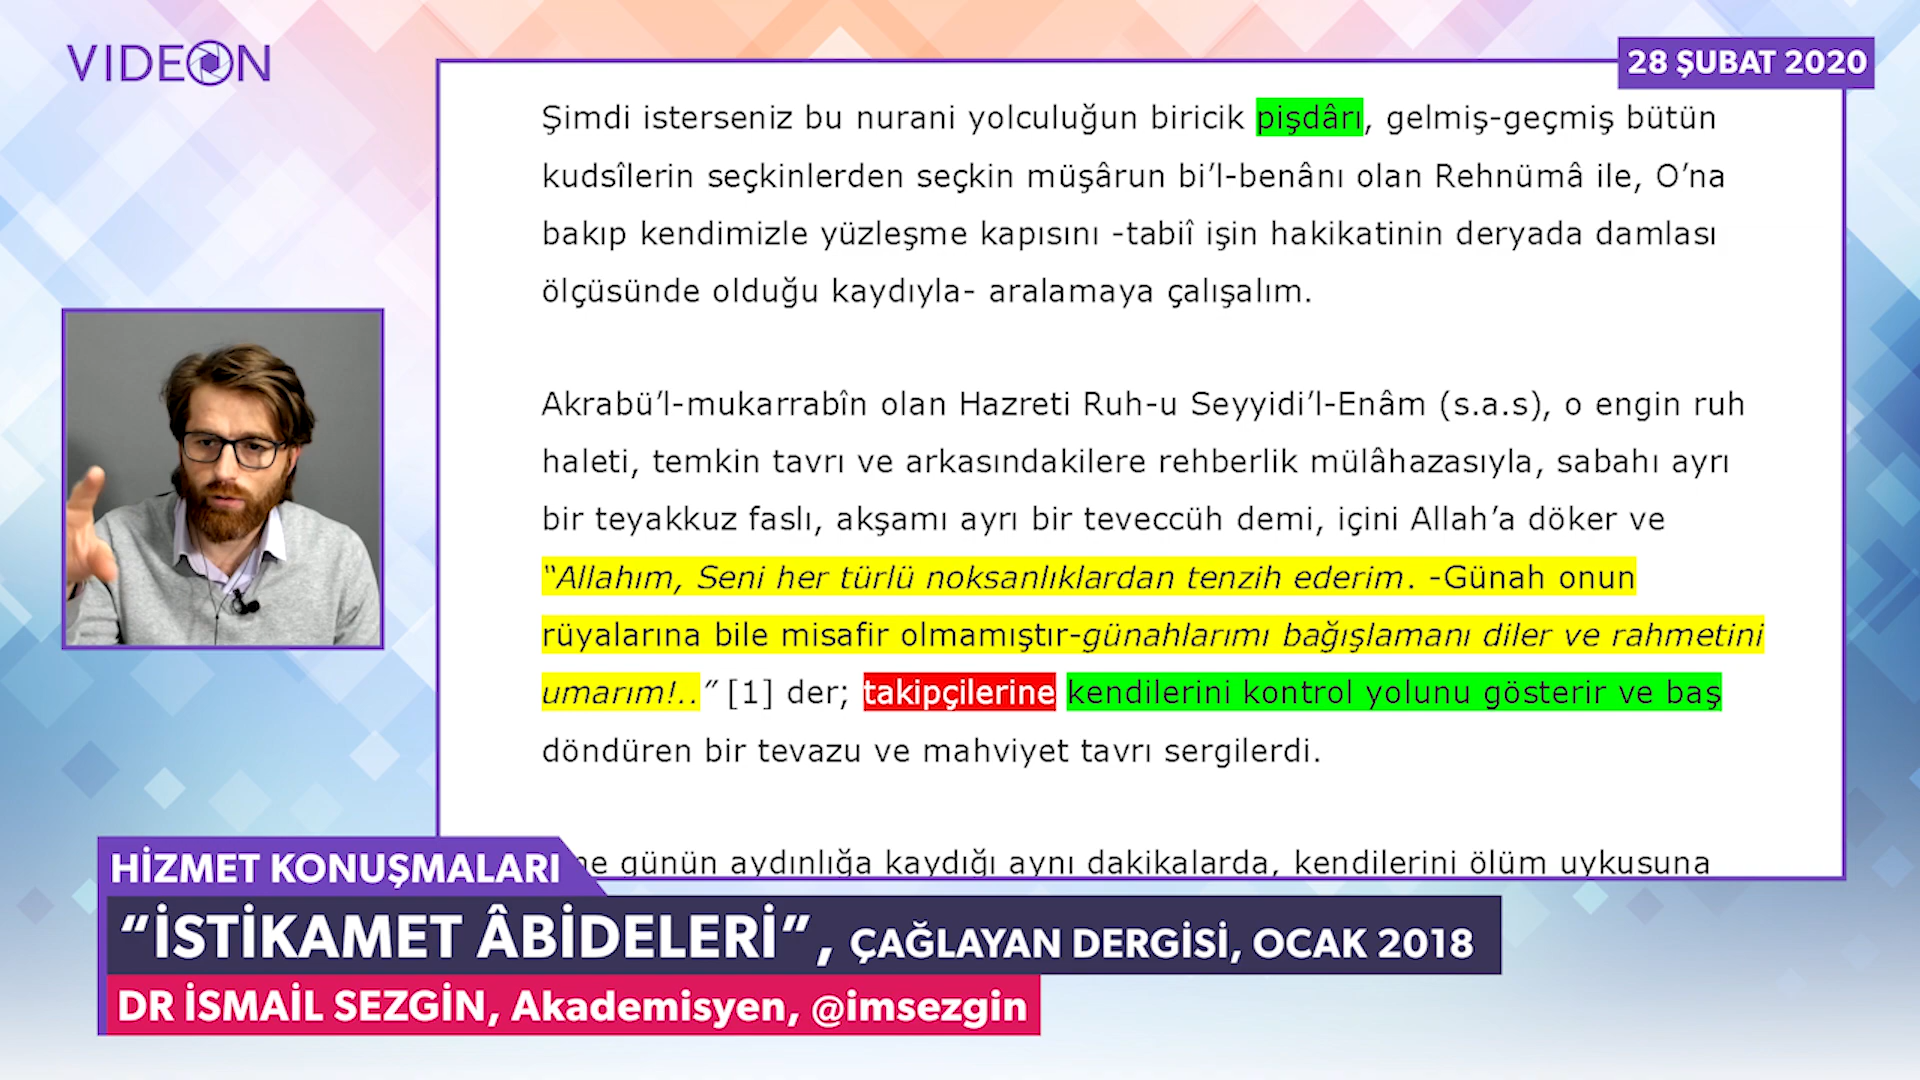 VIDEON
28 ŞUBAT 2020
Şimdi isterseniz bu nurani yolculuğun biricik pişdârı, gelmiş-geçmiş bütün
kudsîlerin seçkinlerden seçkin müşârun bi’l-benânı olan Rehnümâ ile, O’na
bakıp kendimizle yüzleşme kapısını -tabiî işin hakikatinin deryada damlası
ölçüsünde olduğu kaydıyla- aralamaya çalışalım.
Akrabü’l-mukarrabîn olan Hazreti Ruh-u Seyyidi’l-Enâm (s.a.s), o engin ruh
haleti, temkin tavrı ve arkasındakilere rehberlik mülâhazasıyla, sabahı ayrı
bir teyakkuz faslı, akşamı ayrı bir teveccüh demi, içini Allah’a döker ve
“Allahım, Seni her türlü noksanlıklardan tenzih ederim. -Günah onun
rüyalarına bile misafir olmamıştır-günahlarımı bağışlamanı diler ve rahmetini
umarım!..” [1] der; takipçilerine kendilerini kontrol yolunu gösterir ve baş
döndüren bir tevazu ve mahviyet tavrı sergilerdi.
günün aydınlığa kaydığı aynı dakikalarda, kendilerini ölüm uykusuna
HİZMET KONUŞMALARI
“İSTİKAMET ÂBİDELERİ”, ÇAĞLAYAN DERGİSİ, OCAK 2018
DR İSMAİL SEZGİN, Akademisyen, @imsezgin